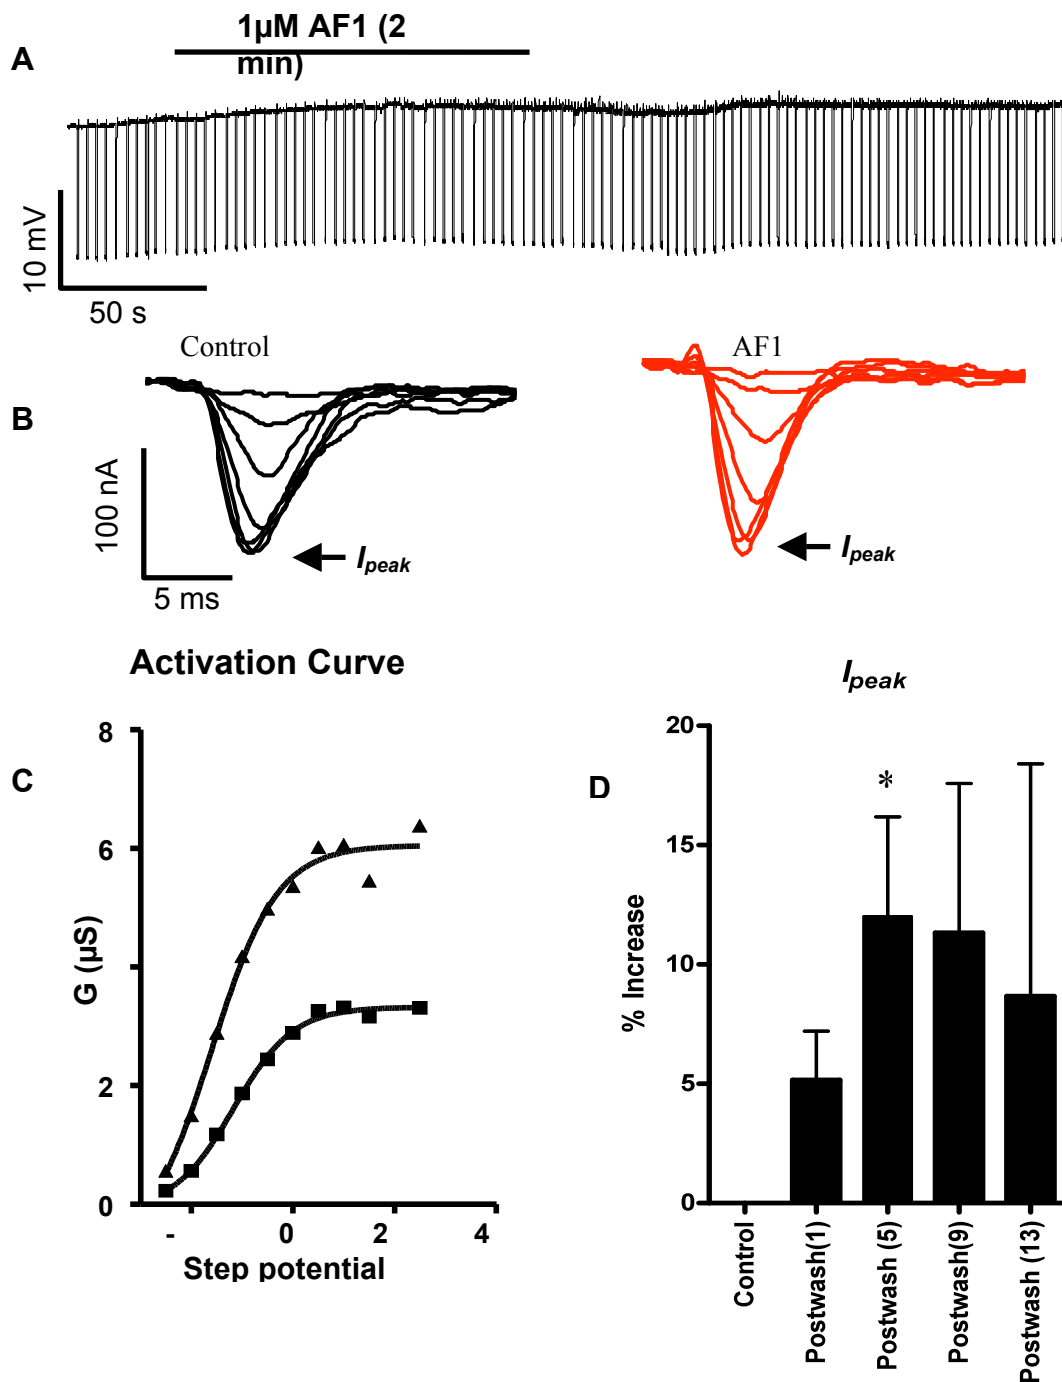 1µM AF1 (2
min)
A
10 mV
50 s
Control
AF1
B
100 nA
5 ms
Ipeak
Ipeak
Activation Curve
C
8
6
4
2
0
G (µS)
-
0
2
4
Step potential
Ipeak
D
20
15
10
5
0
% Increase
*
Control
Postwash(1)
Postwash (5)
Postwash(9)
Postwash (13)